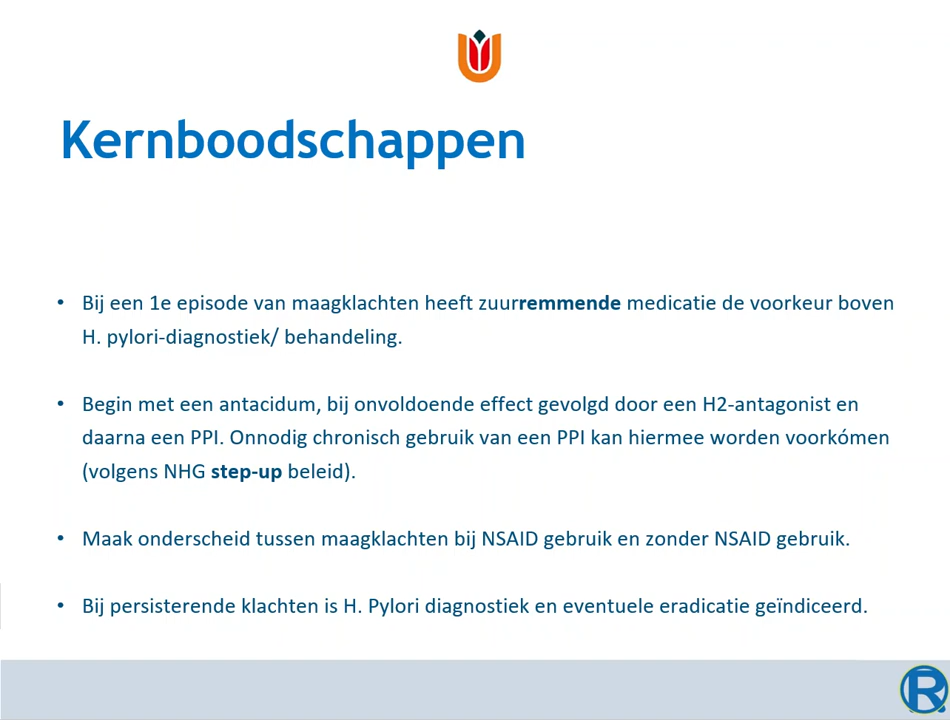 Kernboodschappen
• Bij een 1e episode van maagklachten heeft zuurremmende medicatie de voorkeur boven
H. pylori-diagnostiek/ behandeling.
• Begin met een antacidum, bij onvoldoende effect gevolgd door een H2-antagonist en
daarna een PPI. Onnodig chronisch gebruik van een PPI kan hiermee worden voorkómen
(volgens NHG step-up beleid).
• Maak onderscheid tussen maagklachten bij NSAID gebruik en zonder NSAID gebruik.
• Bij persisterende klachten is H. Pylori diagnostiek en eventuele eradicatie geïndiceerd.
R